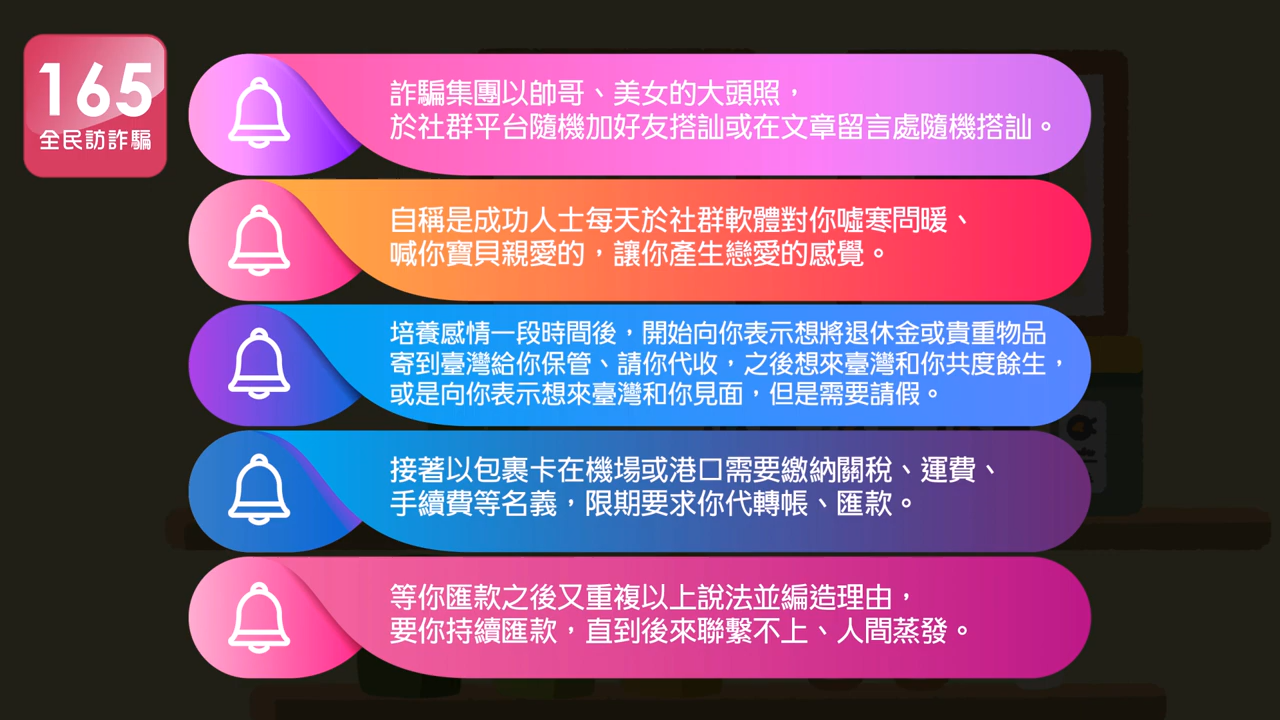 165
全民訪詐騙
詐騙集團以帥哥、美女的大頭照，
於社群平台隨機加好友搭訕或在文章留言處隨機搭訕。
自稱是成功人士每天於社群軟體對你噓寒問暖、
喊你寶貝親愛的，讓你產生戀愛的感覺。
培養感情一段時間後，開始向你表示想將退休金或貴重物品
寄到臺灣給你保管、請你代收，之後想來臺灣和你共度餘生，
或是向你表示想來臺灣和你見面，但是需要請假。
接著以包裹卡在機場或港口需要繳納關稅、運費、
手續費等名義，限期要求你代轉帳、匯款。
等你匯款之後又重複以上說法並編造理由，
要你持續匯款，直到後來聯繫不上、人間蒸發。